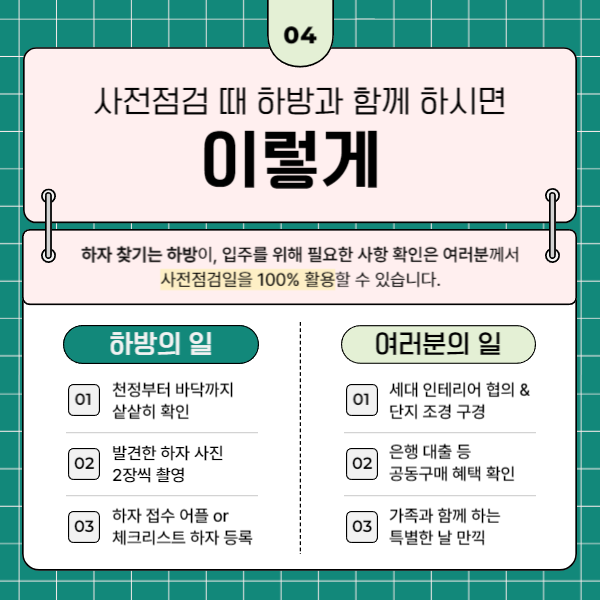 04
사전점검 때 하방과 함께 하시면
이렇게
하자 찾기는 하방이, 입주를 위해 필요한 사항 확인은 여러분께서
사전점검일을 100% 활용할 수 있습니다.
하방의 일
01 천정부터 바닥까지
샅샅히 확인
02 발견한 하자 사진
2장씩 촬영
03 하자 접수 어플 or
체크리스트 하자 등록
여러분의 일
01 세대 인테리어 협의 &
단지 조경 구경
02 은행 대출 등
공동구매 혜택 확인
03 가족과 함께 하는
특별한 날 만끽